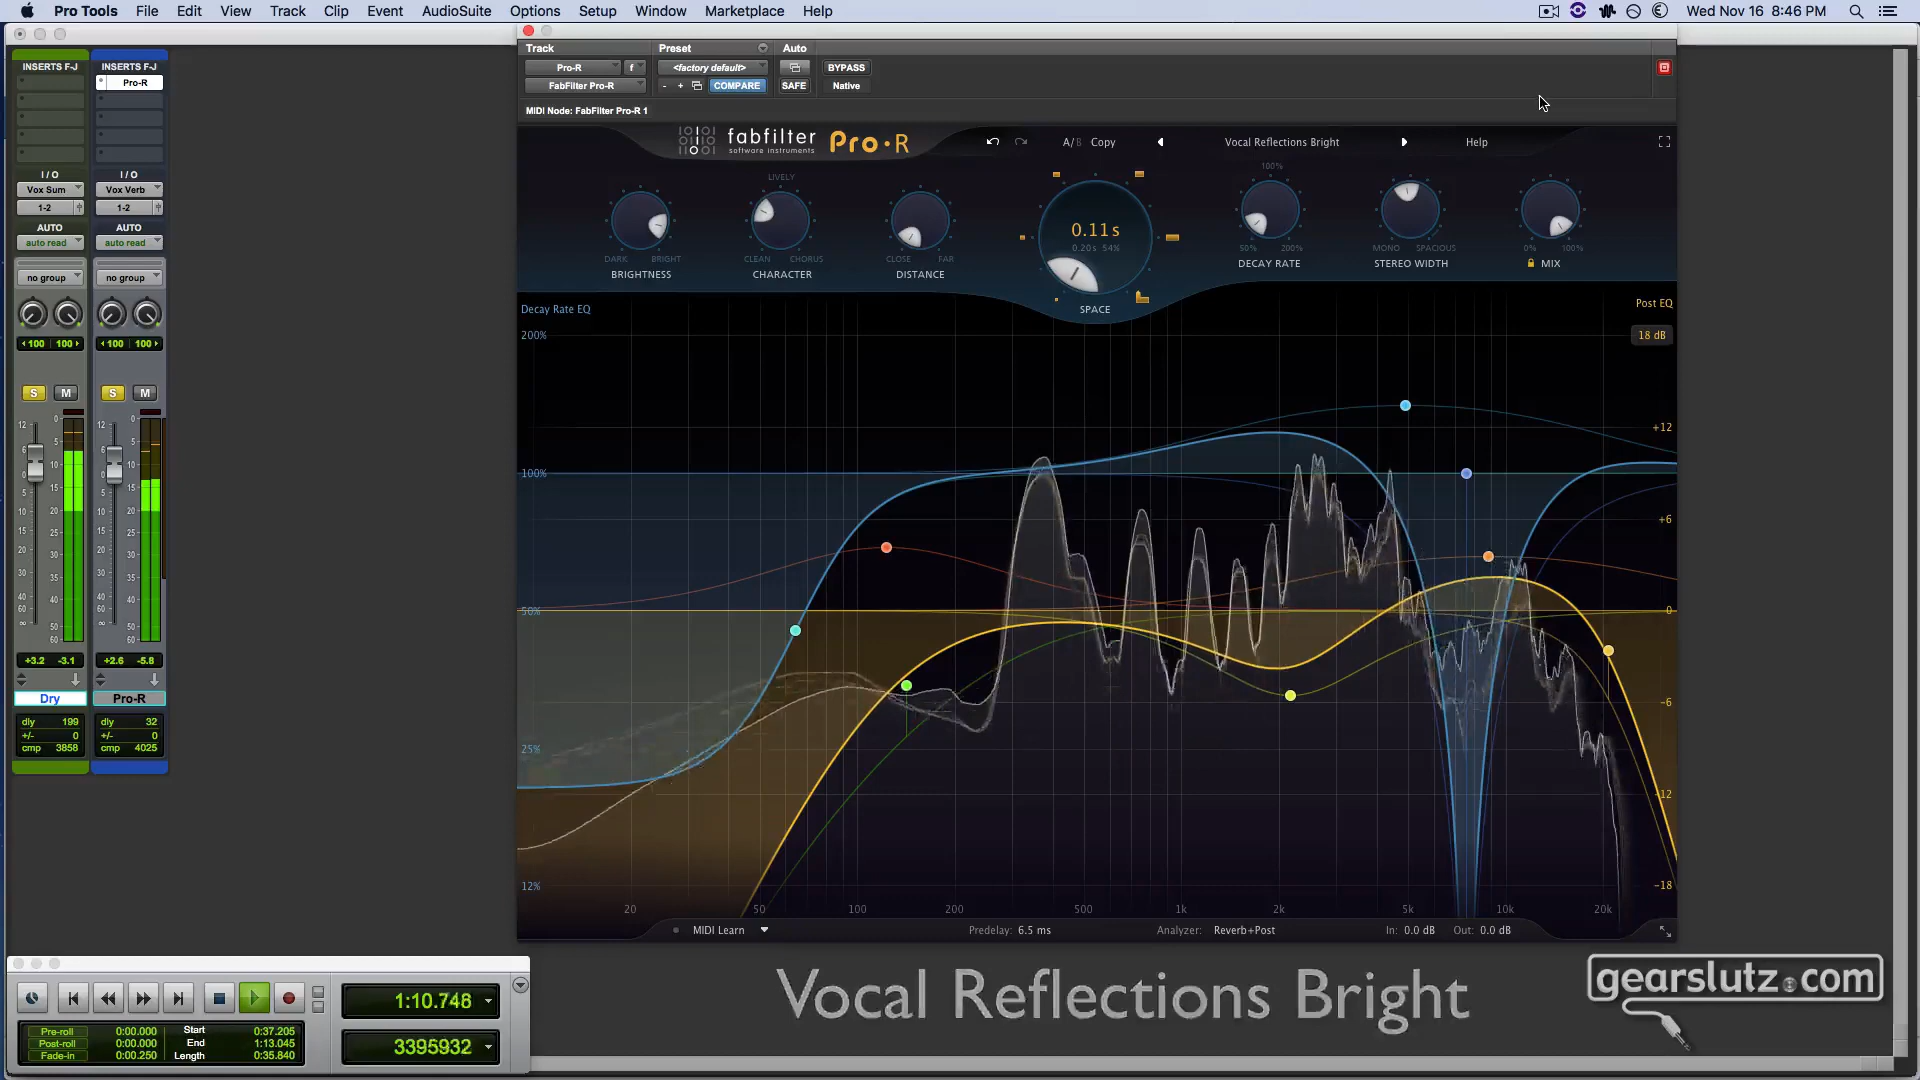 Pro Tools File Edit View Track Clip Event AudioSuite Options Setup Window Marketplace Help
Wed Nov 16 8:46 PM
INSERTS F-J INSERTS F-J
Pro-R
I / O I / O
Vox Sum Vox Verb
1-2 1-2
AUTO AUTO
auto read auto read
no group no group
100 100 100 100
S M S M
+3.2 -3.1 +2.6 -5.8
Dry Pro-R
dly 199 dly 32
+/- 0 +/- 0
cmp 3858 cmp 4025
Track Preset Auto
Pro-R f <factory default> BYPASS
FabFilter Pro-R - + COMPARE SAFE Native
MIDI Node: FabFilter Pro-R 1
fabfilter
software instruments
Pro·R
A/B Copy Vocal Reflections Bright Help
LIVELY 100%
0.11s
0.20s 54%
DARK BRIGHT CLEAN CHORUS CLOSE FAR 50% 200% MONO SPACIOUS 0% 100%
BRIGHTNESS CHARACTER DISTANCE DECAY RATE STEREO WIDTH MIX
SPACE
Decay Rate EQ Post EQ
200% 18 dB
+12
100%
+6
50% 0
-6
25%
-12
12% -18
20 50 100 200 500 1k 2k 5k 10k 20k
MIDI Learn Predelay: 6.5 ms Analyzer: Reverb+Post In: 0.0 dB Out: 0.0 dB
Vocal Reflections Bright
gearslutz.com
1:10.748
3395932
Pre-roll 0:00.000 Start 0:37.205
Post-roll 0:00.000 End 1:13.045
Fade-in 0:00.250 Length 0:35.840